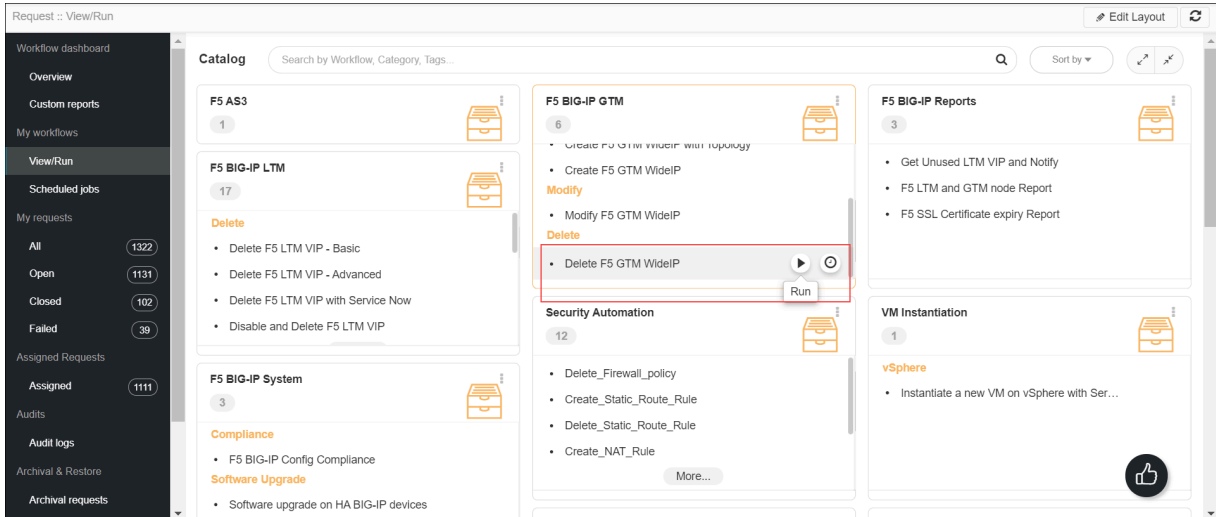 Request :: View/Run
Edit Layout
Workflow dashboard
Overview
Custom reports
My workflows
View/Run
Scheduled jobs
My requests
All 1322
Open 1131
Closed 102
Failed 39
Assigned Requests
Assigned 1111
Audits
Audit logs
Archival & Restore
Archival requests
Catalog
Search by Workflow, Category, Tags...
Sort by
F5 AS3
1
F5 BIG-IP LTM
17
Delete
• Delete F5 LTM VIP - Basic
• Delete F5 LTM VIP - Advanced
• Delete F5 LTM VIP with Service Now
• Disable and Delete F5 LTM VIP
F5 BIG-IP System
3
Compliance
• F5 BIG-IP Config Compliance
Software Upgrade
• Software upgrade on HA BIG-IP devices
F5 BIG-IP GTM
6
• Create F5 GTM WideIP with Topology
• Create F5 GTM WideIP
Modify
• Modify F5 GTM WideIP
Delete
• Delete F5 GTM WideIP
Run
Security Automation
12
• Delete_Firewall_policy
• Create_Static_Route_Rule
• Delete_Static_Route_Rule
• Create_NAT_Rule
More...
F5 BIG-IP Reports
3
• Get Unused LTM VIP and Notify
• F5 LTM and GTM node Report
• F5 SSL Certificate expiry Report
VM Instantiation
1
vSphere
• Instantiate a new VM on vSphere with Ser...